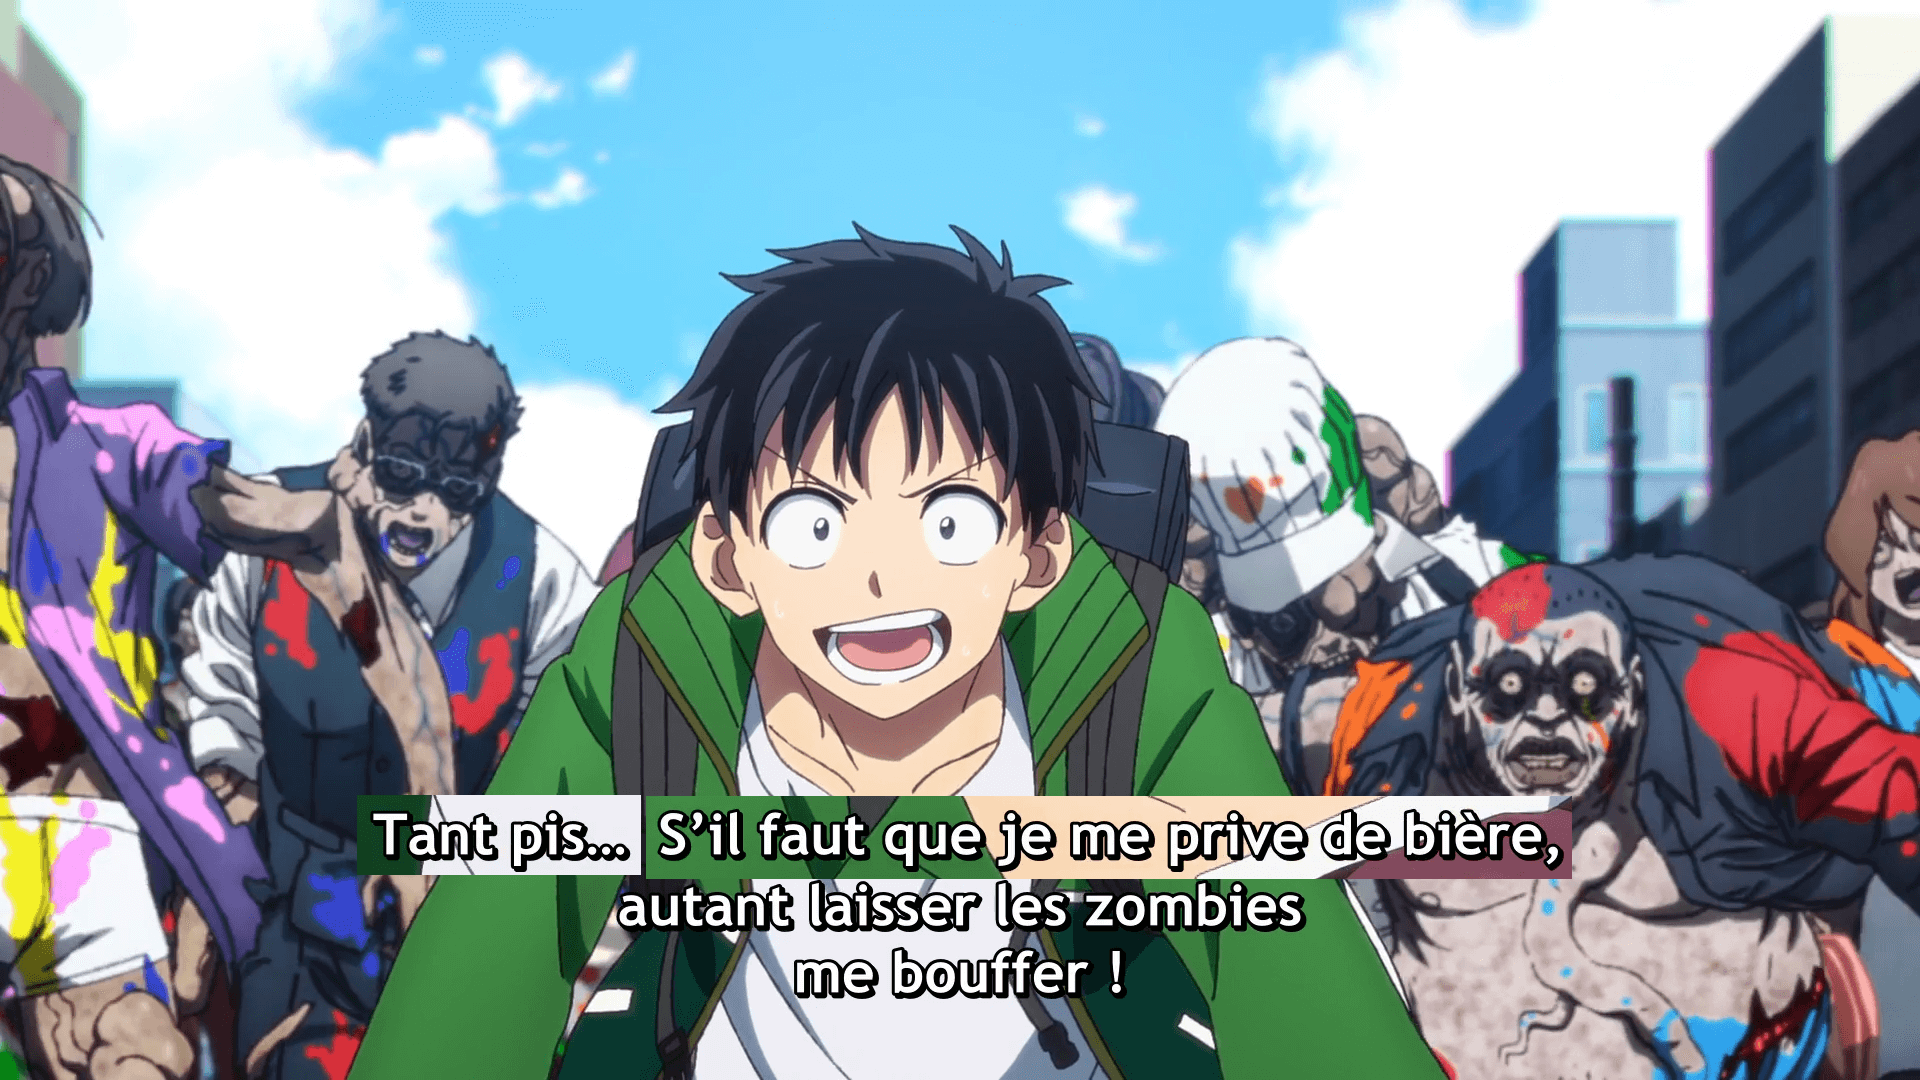 Tant pis… S’il faut que je me prive de bière,
autant laisser les zombies
me bouffer !